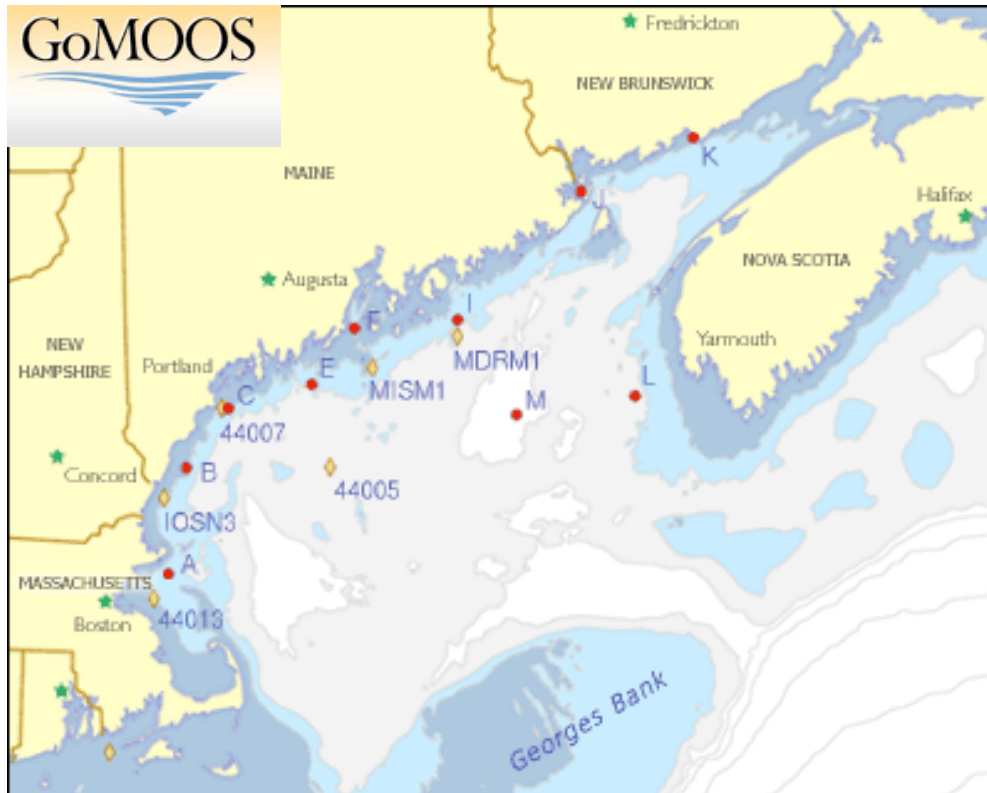 GoMOOS
Fredrickton
NEW BRUNSWICK
K
MAINE
J
Halifax
NOVA SCOTIA
Augusta
I
F
Yarmouth
NEW
HAMPSHIRE
Portland
MDRM1
E
MISM1
L
C
M
44007
B
Concord
44005
IOSN3
A
MASSACHUSETTS
Boston
44013
Georges Bank